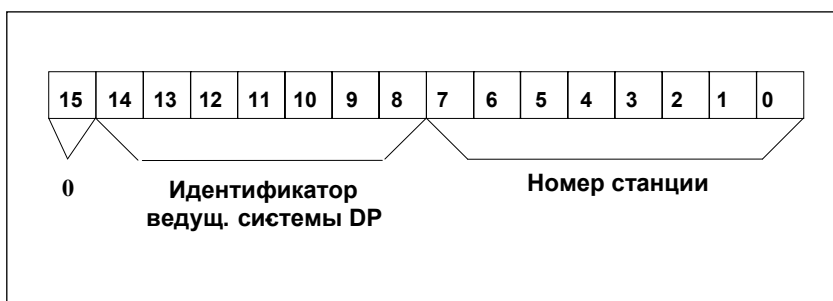 15 14 13 12 11 10 9 8 7 6 5 4 3 2 1 0
0
Идентификатор
ведущ. системы DP
Номер станции